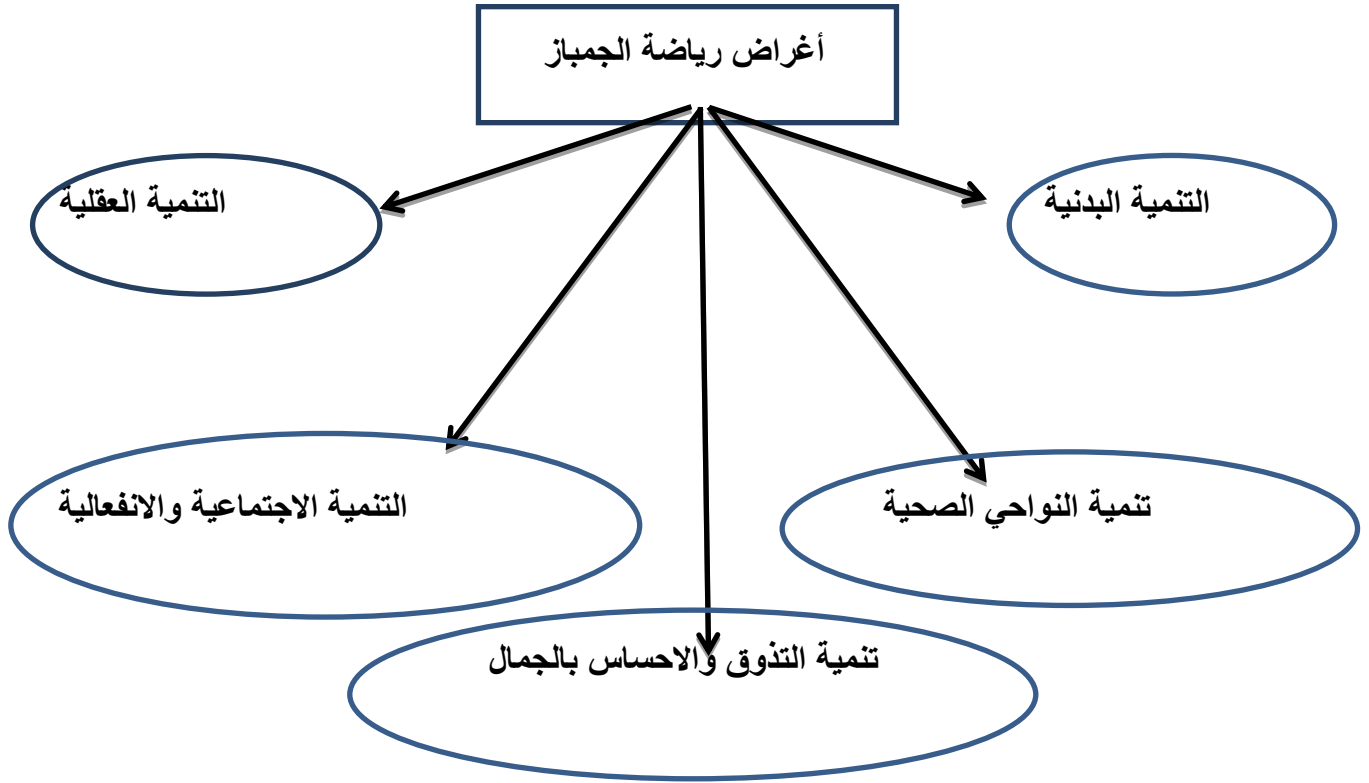 أغراض رياضة الجمباز
التنمية البدنية
التنمية العقلية
تنمية النواحي الصحية
التنمية الاجتماعية والانفعالية
تنمية التذوق والاحساس بالجمال